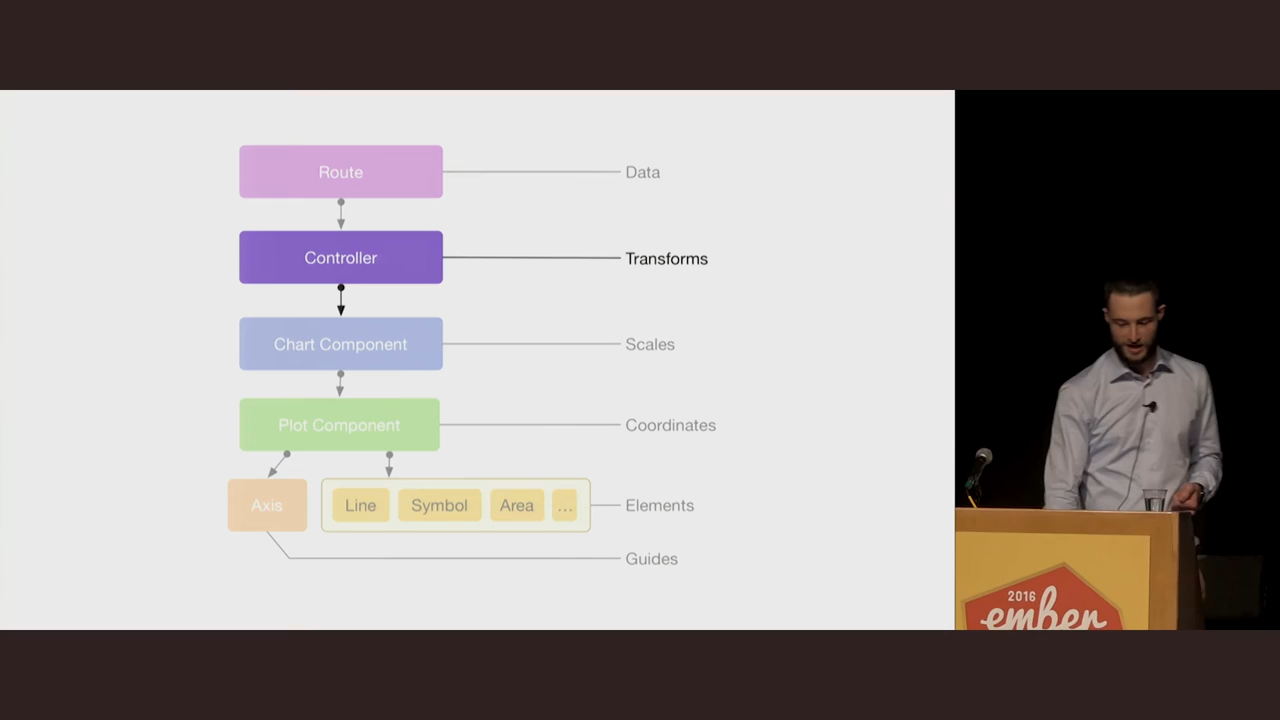 Route
Data
Controller
Transforms
Chart Component
Scales
Plot Component
Coordinates
Axis
Line
Symbol
Area
...
Elements
Guides
2016
ember